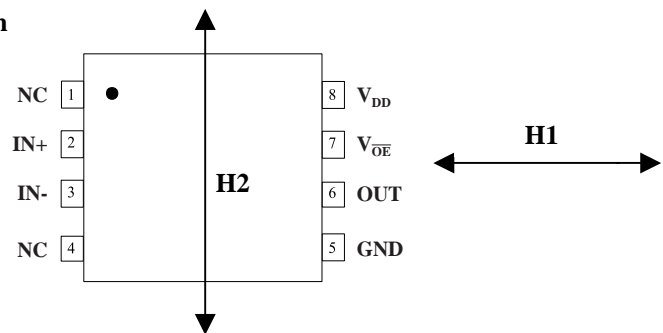 n
NC 1
IN+ 2
IN- 3
NC 4
8 VDD
7 VOE
6 OUT
5 GND
H2
H1